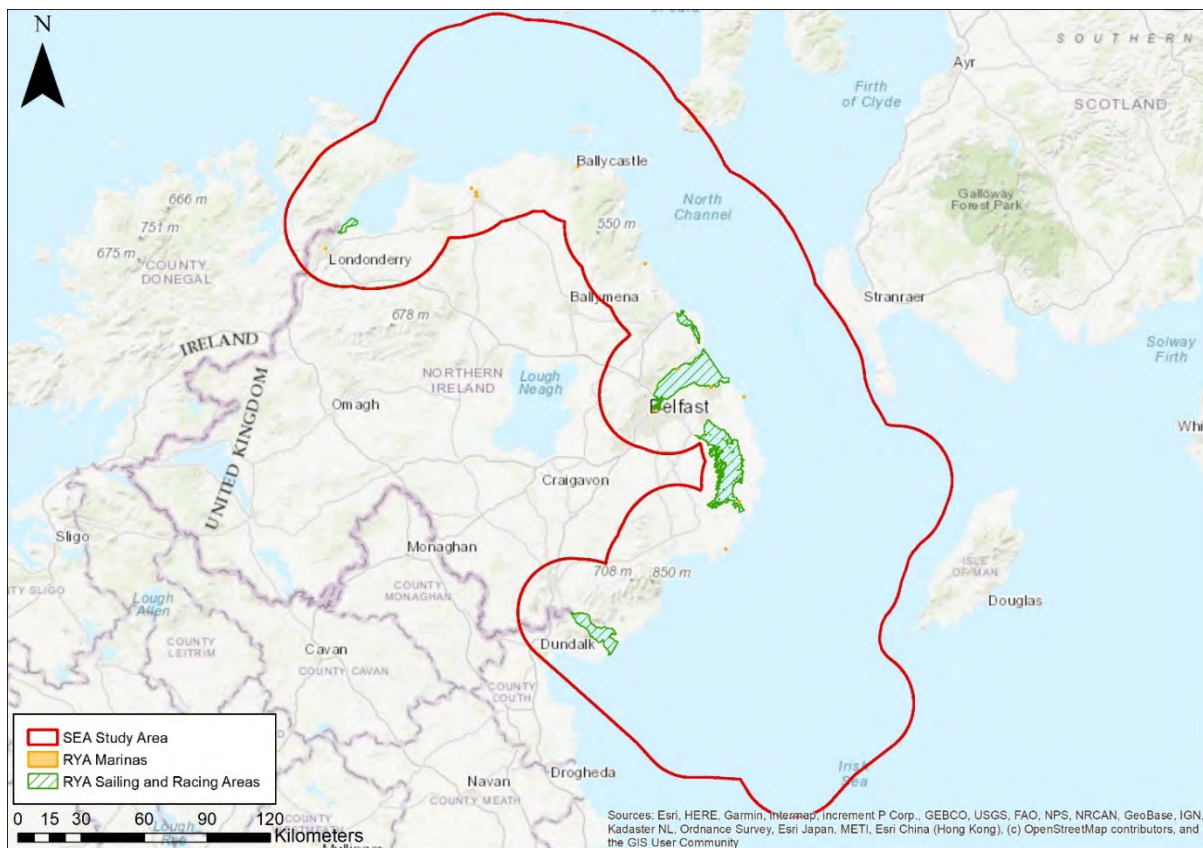 N
SOUTHERN
Ayr
Firth
of Clyde
SCOTLAND
Ballycastle
666 m
North
Channel
Galloway
Forest Park
751 m
550 m
675 m
COUNTY
DONEGAL
Londonderry
Stranraer
Ballymena
678 m
IRELAND
Solway
Firth
NORTHERN
IRELAND
Lough
Neagh
UNITED KINGDOM
Omagh
Belfast
Craigavon
Sligo
Monaghan
708 m
850 m
ISLE
OF MAN
COUNTY
MONAGHAN
Douglas
Lough
Allen
COUNTY
LEITRIM
Dundalk
Cavan
COUNTY CAVAN
COUNTY
LOUTH
SEA Study Area
RYA Marinas
RYA Sailing and Racing Areas
Irish
Sea
Drogheda
Navan
COUNTY MEATH
0 15 30 60 90 120
Kilometers
Sources: Esri, HERE, Garmin, Intermap, increment P Corp., GEBCO, USGS, FAO, NPS, NRCAN, GeoBase, IGN,
Kadaster NL, Ordnance Survey, Esri Japan, METI, Esri China (Hong Kong), (c) OpenStreetMap contributors, and
the GIS User Community